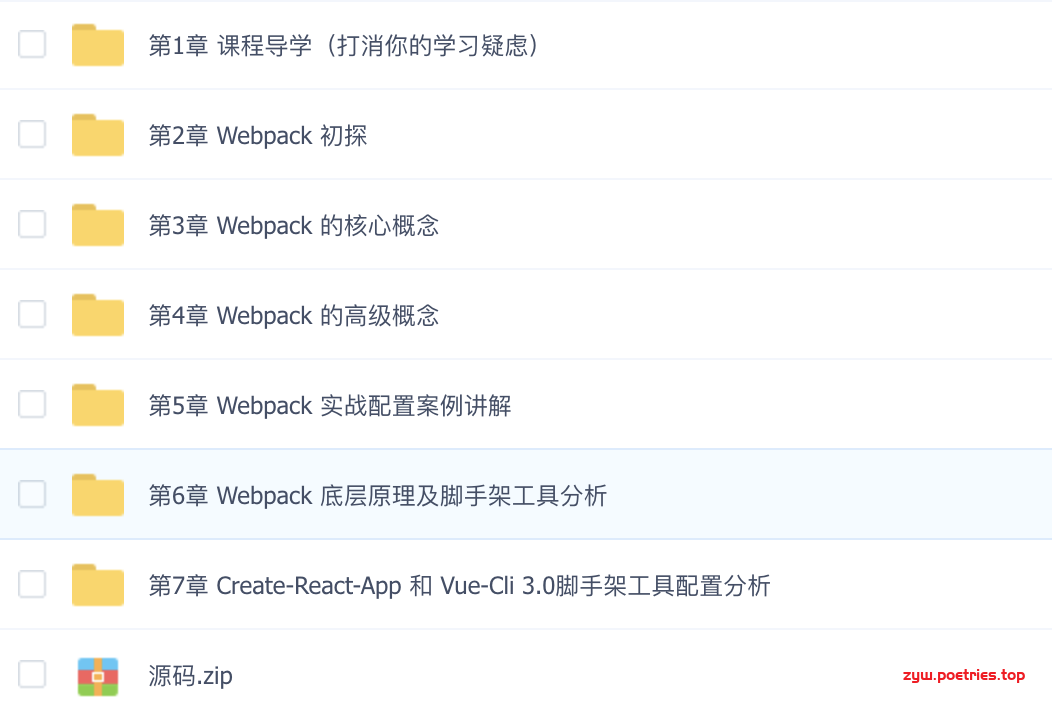 第1章 课程导学（打消你的学习疑虑）
第2章 Webpack 初探
第3章 Webpack 的核心概念
第4章 Webpack 的高级概念
第5章 Webpack 实战配置案例讲解
第6章 Webpack 底层原理及脚手架工具分析
第7章 Create-React-App 和 Vue-Cli 3.0脚手架工具配置分析
源码.zip
zyw.poetries.top